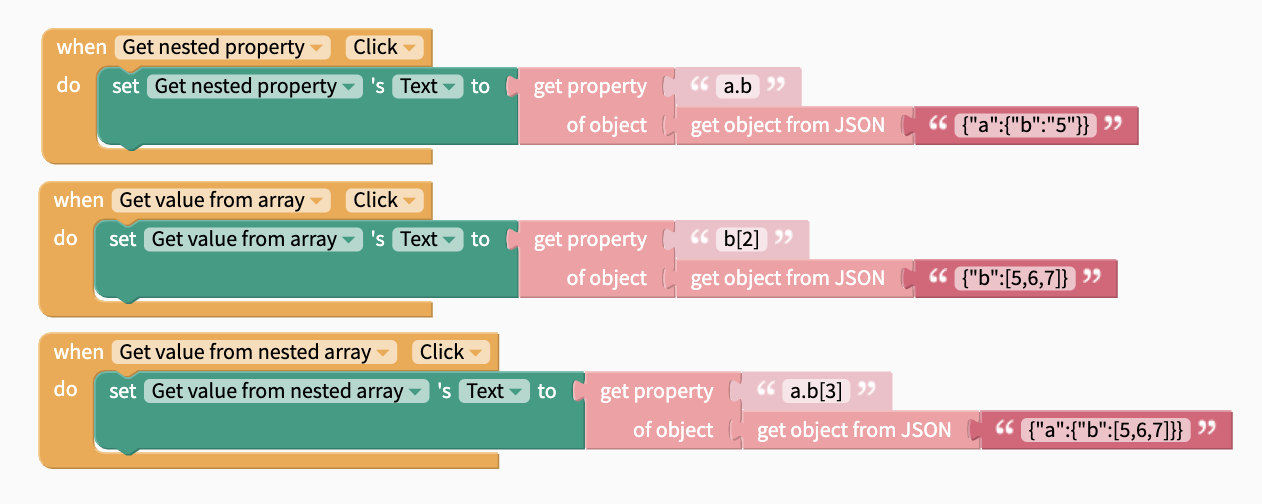 when Get nested property Click
do set Get nested property 's Text to get property “ a.b ”
of object get object from JSON “ {"a":{"b":"5"}} ”
when Get value from array Click
do set Get value from array 's Text to get property “ b[2] ”
of object get object from JSON “ {"b":[5,6,7]} ”
when Get value from nested array Click
do set Get value from nested array 's Text to get property “ a.b[3] ”
of object get object from JSON “ {"a":{"b":[5,6,7]}} ”